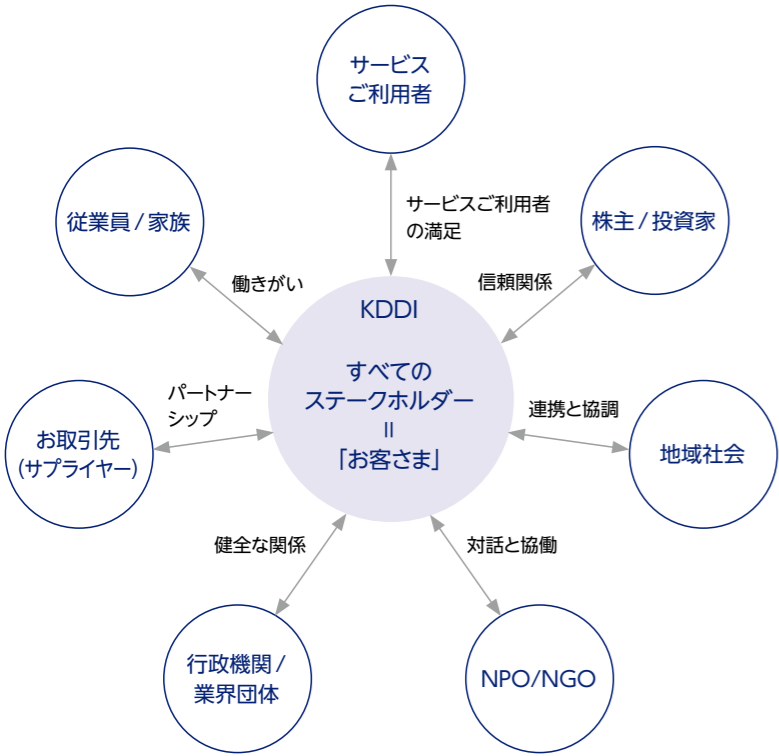 サービス
ご利用者
サービスご利用者
の満足
従業員 / 家族
働きがい
株主 / 投資家
信頼関係
KDDI
すべての
ステークホルダー
=
「お客さま」
パートナー
シップ
お取引先
(サプライヤー)
連携と協調
地域社会
健全な関係
対話と協働
行政機関 /
業界団体
NPO/NGO